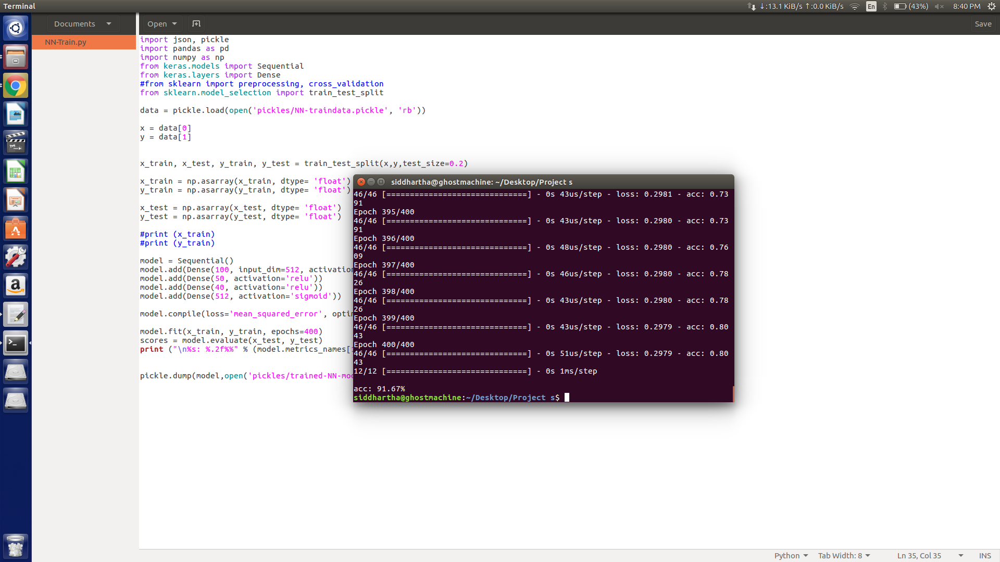 Terminal
↓:13.1 KiB/s ↑:0.0 KiB/s
En
(43%)
8:40 PM
Documents
Open
Save
NN-Train.py
import json, pickle
import pandas as pd
import numpy as np
from keras.models import Sequential
from keras.layers import Dense
#from sklearn import preprocessing, cross_validation
from sklearn.model_selection import train_test_split
data = pickle.load(open('pickles/NN-traindata.pickle', 'rb'))
x = data[0]
y = data[1]
x_train, x_test, y_train, y_test = train_test_split(x,y,test_size=0.2)
x_train = np.asarray(x_train, dtype= 'float')
y_train = np.asarray(y_train, dtype= 'float')
x_test = np.asarray(x_test, dtype= 'float')
y_test = np.asarray(y_test, dtype= 'float')
#print (x_train)
#print (y_train)
model = Sequential()
model.add(Dense(100, input_dim=512, activation
model.add(Dense(50, activation='relu'))
model.add(Dense(40, activation='relu'))
model.add(Dense(512, activation='sigmoid'))
model.compile(loss='mean_squared_error', optim
model.fit(x_train, y_train, epochs=400)
scores = model.evaluate(x_test, y_test)
print ("\n%s: %.2f%%" % (model.metrics_names[
pickle.dump(model,open('pickles/trained-NN-mod
siddhartha@ghostmachine: ~/Desktop/Project s
46/46 [==============================] - 0s 43us/step - loss: 0.2981 - acc: 0.73
91
Epoch 395/400
46/46 [==============================] - 0s 43us/step - loss: 0.2980 - acc: 0.73
91
Epoch 396/400
46/46 [==============================] - 0s 48us/step - loss: 0.2980 - acc: 0.76
09
Epoch 397/400
46/46 [==============================] - 0s 46us/step - loss: 0.2980 - acc: 0.78
26
Epoch 398/400
46/46 [==============================] - 0s 43us/step - loss: 0.2980 - acc: 0.78
26
Epoch 399/400
46/46 [==============================] - 0s 43us/step - loss: 0.2979 - acc: 0.80
43
Epoch 400/400
46/46 [==============================] - 0s 51us/step - loss: 0.2979 - acc: 0.80
43
12/12 [==============================] - 0s 1ms/step
acc: 91.67%
siddhartha@ghostmachine:~/Desktop/Project s$
Python
Tab Width: 8
Ln 35, Col 35
INS